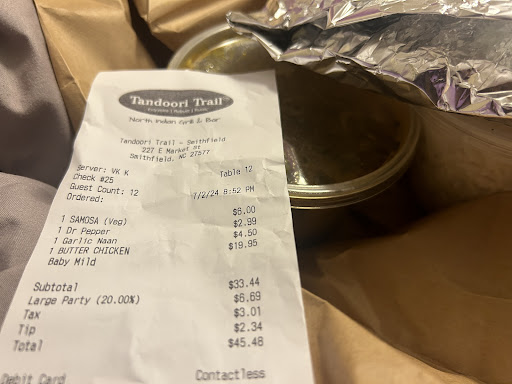 Tandoori Trail
North Indian Grill & Bar
Tandoori Trail - Smithfield
227 E Market St
Smithfield, NC 27577
Server: VK K Table 12
Check #25
Guest Count: 12 7/2/24 8:52 PM
Ordered:
1 SAMOSA (Veg) $6.00
1 Dr Pepper $2.99
1 Garlic Naan $4.50
1 BUTTER CHICKEN $19.95
Baby Mild
Subtotal $33.44
Large Party (20.00%) $6.69
Tax $3.01
Tip $2.34
Total $45.48
Debit Card Contactless